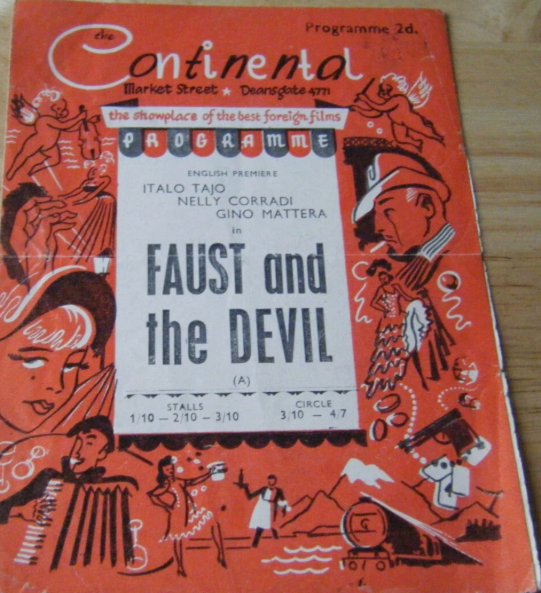 Programme 2d.
the
Continental
Market Street ★ Deansgate 4771
the showplace of the best foreign films
PROGRAMME
ENGLISH PREMIERE
ITALO TAJO
NELLY CORRADI
GINO MATTERA
in
FAUST and
the DEVIL
(A)
STALLS CIRCLE
1/10 — 2/10 — 3/10 3/10 — 4/7